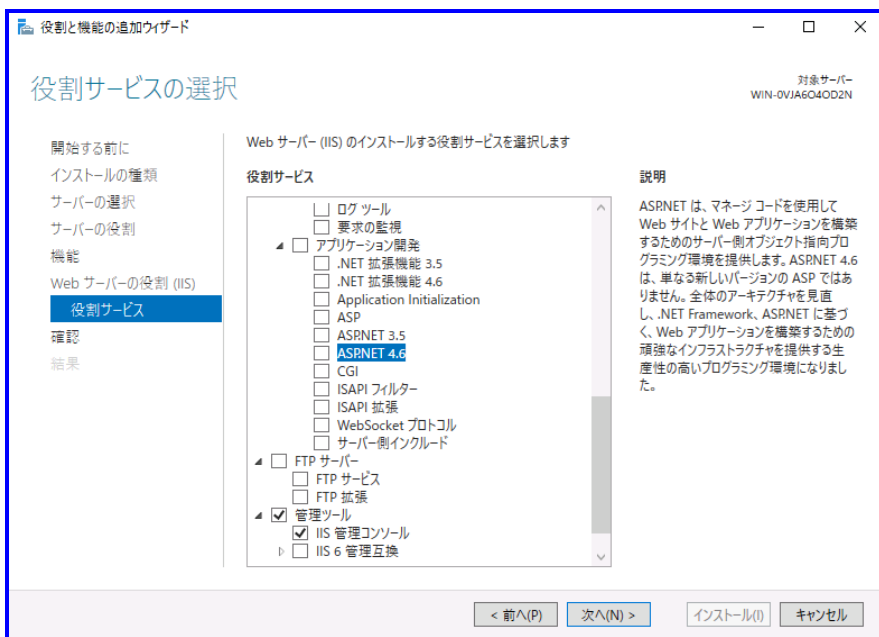 役割と機能の追加ウィザード
役割サービスの選択
対象サーバー
WIN-0VJA6O4OD2N
開始する前に
インストールの種類
サーバーの選択
サーバーの役割
機能
Web サーバーの役割 (IIS)
役割サービス
確認
結果
Web サーバー (IIS) のインストールする役割サービスを選択します
役割サービス
ログ ツール
要求の監視
アプリケーション開発
.NET 拡張機能 3.5
.NET 拡張機能 4.6
Application Initialization
ASP
ASP.NET 3.5
ASP.NET 4.6
CGI
ISAPI フィルター
ISAPI 拡張
WebSocket プロトコル
サーバー側インクルード
FTP サーバー
FTP サービス
FTP 拡張
管理ツール
IIS 管理コンソール
IIS 6 管理互換
説明
ASP.NET は、マネージ コードを使用して
Web サイトと Web アプリケーションを構築
するためのサーバー側オブジェクト指向プロ
グラミング環境を提供します。ASP.NET 4.6
は、単なる新しいバージョンの ASP ではあ
りません。全体のアーキテクチャを見直
し、.NET Framework、ASP.NET に基づ
く、Web アプリケーションを構築するための
頑強なインフラストラクチャを提供する生
産性の高いプログラミング環境になりまし
た。
< 前へ(P)
次へ(N) >
インストール(I)
キャンセル